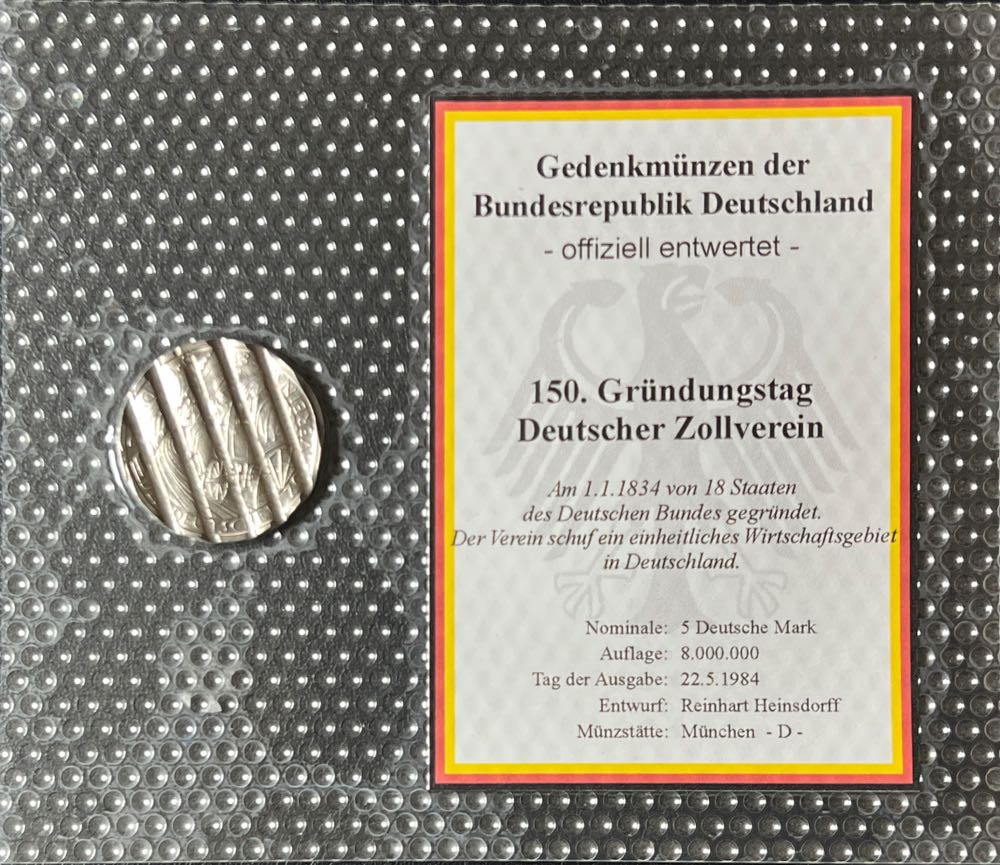 Gedenkmünzen der
Bundesrepublik Deutschland
- offiziell entwertet -
150. Gründungstag
Deutscher Zollverein
Am 1.1.1834 von 18 Staaten
des Deutschen Bundes gegründet.
Der Verein schuf ein einheitliches Wirtschaftsgebiet
in Deutschland.
Nominale: 5 Deutsche Mark
Auflage: 8.000.000
Tag der Ausgabe: 22.5.1984
Entwurf: Reinhart Heinsdorff
Münzstätte: München - D -